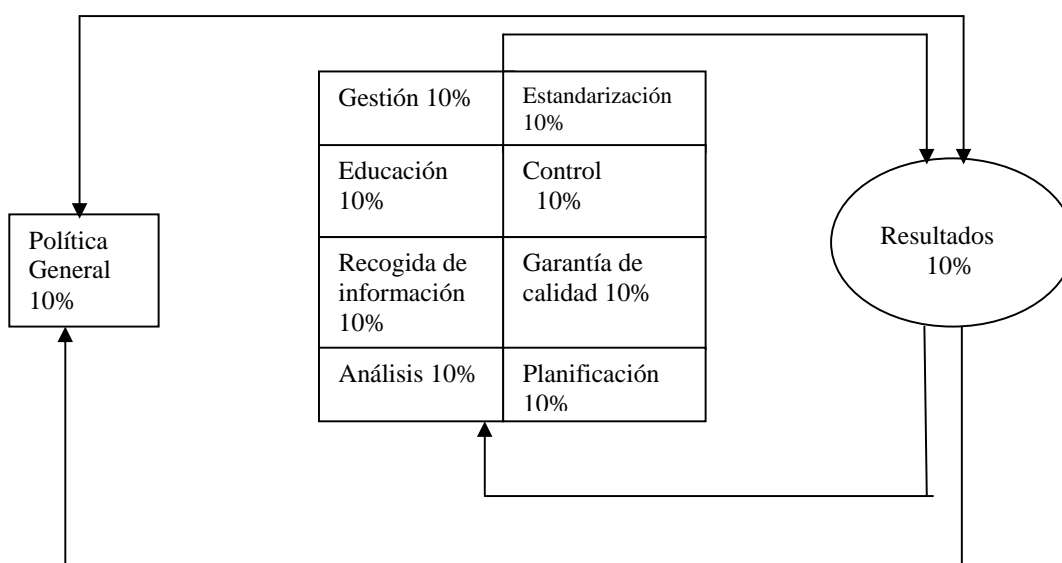 Gestión 10%
Estandarización
10%
Educación
10%
Control
10%
Política
General
10%
Recogida de
información
10%
Garantía de
calidad 10%
Resultados
10%
Análisis 10%
Planificación
10%